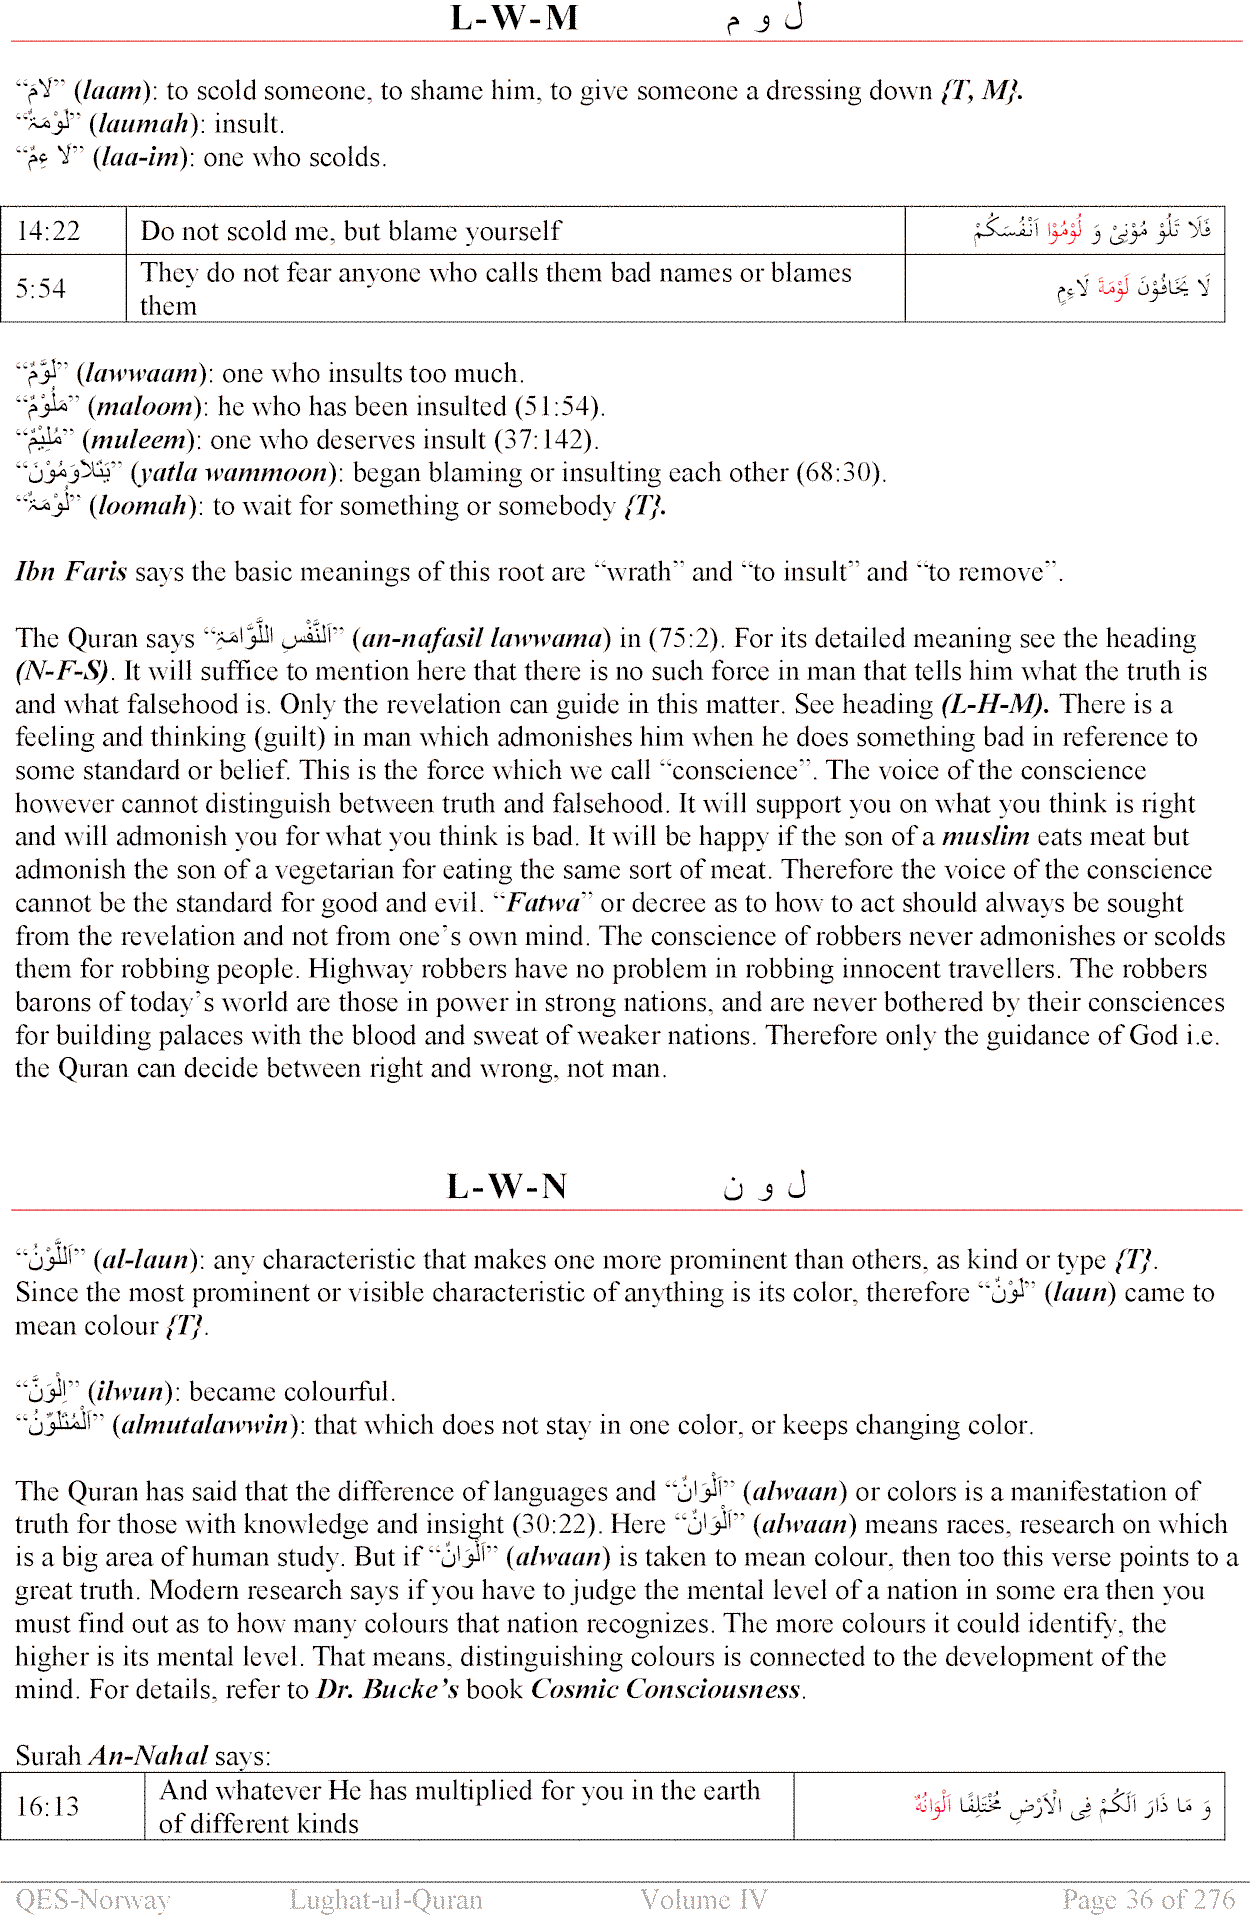 L-W-M ل و م
“لَامَ” (laam): to scold someone, to shame him, to give someone a dressing down {T, M}.
“لَوْمَةٌ” (laumah): insult.
“لَا ءِمٌ” (laa-im): one who scolds.
14:22 Do not scold me, but blame yourself فَلَا تَلُوْ مُوْنِیْ وَ لُوْمُوْا اَنْفُسَكُمْ
5:54 They do not fear anyone who calls them bad names or blames
them لَا يَخَافُوْنَ لَوْمَةَ لَاءِمٍ
“لَوَّمٌ” (lawwaam): one who insults too much.
“مَلُوْمٌ” (maloom): he who has been insulted (51:54).
“مُلِيْمٌ” (muleem): one who deserves insult (37:142).
“يَتَلَاوَمُوْنَ” (yatla wammoon): began blaming or insulting each other (68:30).
“لُوْمَةٌ” (loomah): to wait for something or somebody {T}.
Ibn Faris says the basic meanings of this root are “wrath” and “to insult” and “to remove”.
The Quran says “اَلنَّفْسِ اللَّوَّامَةِ” (an-nafasil lawwama) in (75:2). For its detailed meaning see the heading
(N-F-S). It will suffice to mention here that there is no such force in man that tells him what the truth is
and what falsehood is. Only the revelation can guide in this matter. See heading (L-H-M). There is a
feeling and thinking (guilt) in man which admonishes him when he does something bad in reference to
some standard or belief. This is the force which we call “conscience”. The voice of the conscience
however cannot distinguish between truth and falsehood. It will support you on what you think is right
and will admonish you for what you think is bad. It will be happy if the son of a muslim eats meat but
admonish the son of a vegetarian for eating the same sort of meat. Therefore the voice of the conscience
cannot be the standard for good and evil. “Fatwa” or decree as to how to act should always be sought
from the revelation and not from one’s own mind. The conscience of robbers never admonishes or scolds
them for robbing people. Highway robbers have no problem in robbing innocent travellers. The robbers
barons of today’s world are those in power in strong nations, and are never bothered by their consciences
for building palaces with the blood and sweat of weaker nations. Therefore only the guidance of God i.e.
the Quran can decide between right and wrong, not man.
L-W-N ل و ن
“اَللَّوْنُ” (al-laun): any characteristic that makes one more prominent than others, as kind or type {T}.
Since the most prominent or visible characteristic of anything is its color, therefore “لَوْنٌ” (laun) came to
mean colour {T}.
“اِلْوَنَّ” (ilwun): became colourful.
“اَلْمُتَلَوِّنُ” (almutalawwin): that which does not stay in one color, or keeps changing color.
The Quran has said that the difference of languages and “اَلْوَانٌ” (alwaan) or colors is a manifestation of
truth for those with knowledge and insight (30:22). Here “اَلْوَانٌ” (alwaan) means races, research on which
is a big area of human study. But if “اَلْوَانٌ” (alwaan) is taken to mean colour, then too this verse points to a
great truth. Modern research says if you have to judge the mental level of a nation in some era then you
must find out as to how many colours that nation recognizes. The more colours it could identify, the
higher is its mental level. That means, distinguishing colours is connected to the development of the
mind. For details, refer to Dr. Bucke’s book Cosmic Consciousness.
Surah An-Nahal says:
16:13 And whatever He has multiplied for you in the earth
of different kinds وَ مَا ذَارَ اَلَكُمْ فِی الْاَرْضِ مُخْتَلِفًا اَلْوَانُهٗ
QES-Norway Lughat-ul-Quran Volume IV Page 36 of 276